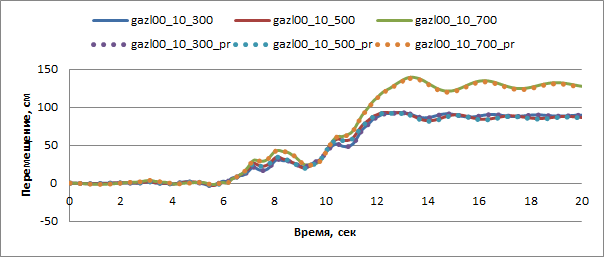 gazl00_10_300 gazl00_10_500 gazl00_10_700
gazl00_10_300_pr gazl00_10_500_pr gazl00_10_700_pr
Перемещение, см
150
100
50
0
-50
0 2 4 6 8 10 12 14 16 18 20
Время, сек